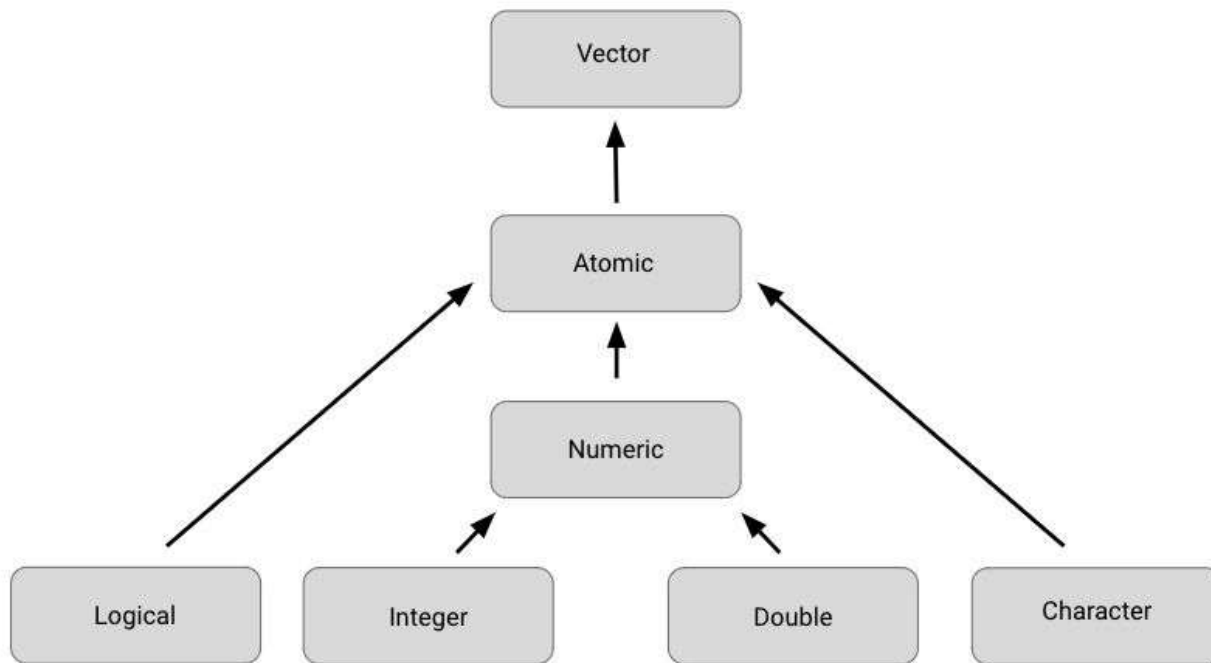 Vector
Atomic
Numeric
Logical
Integer
Double
Character